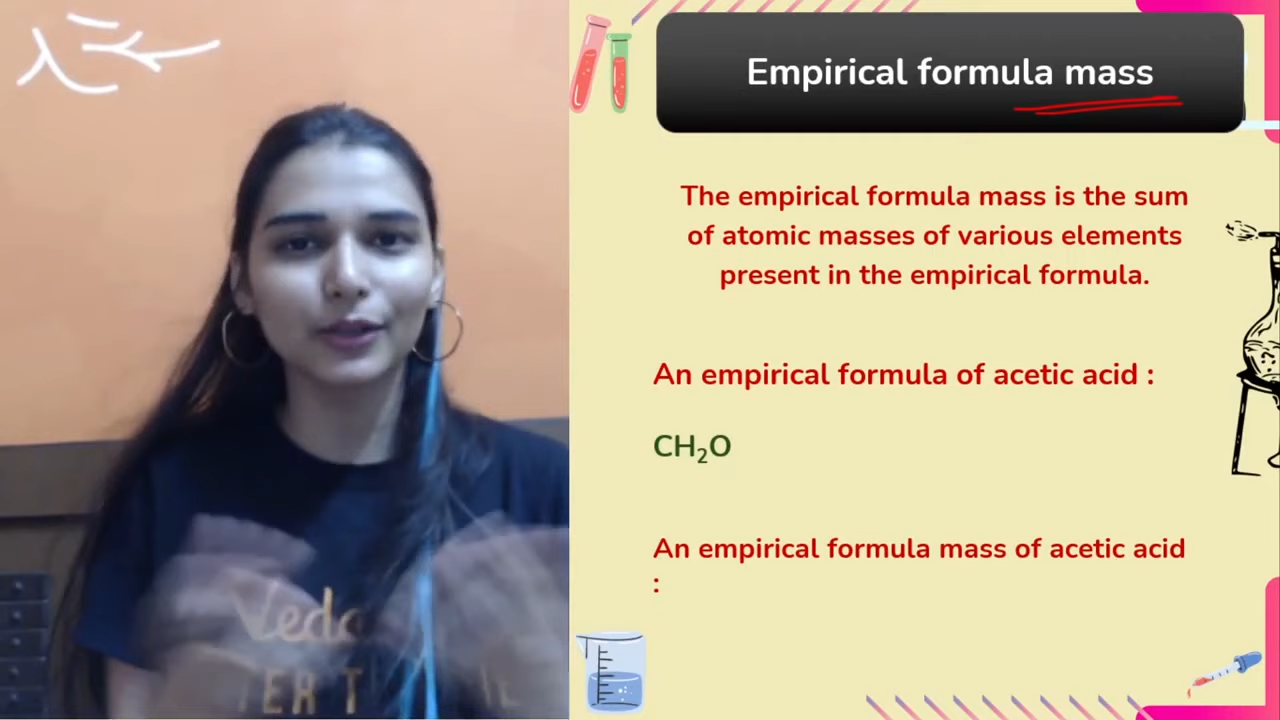 Empirical formula mass
The empirical formula mass is the sum
of atomic masses of various elements
present in the empirical formula.
An empirical formula of acetic acid :
CH₂O
An empirical formula mass of acetic acid
: